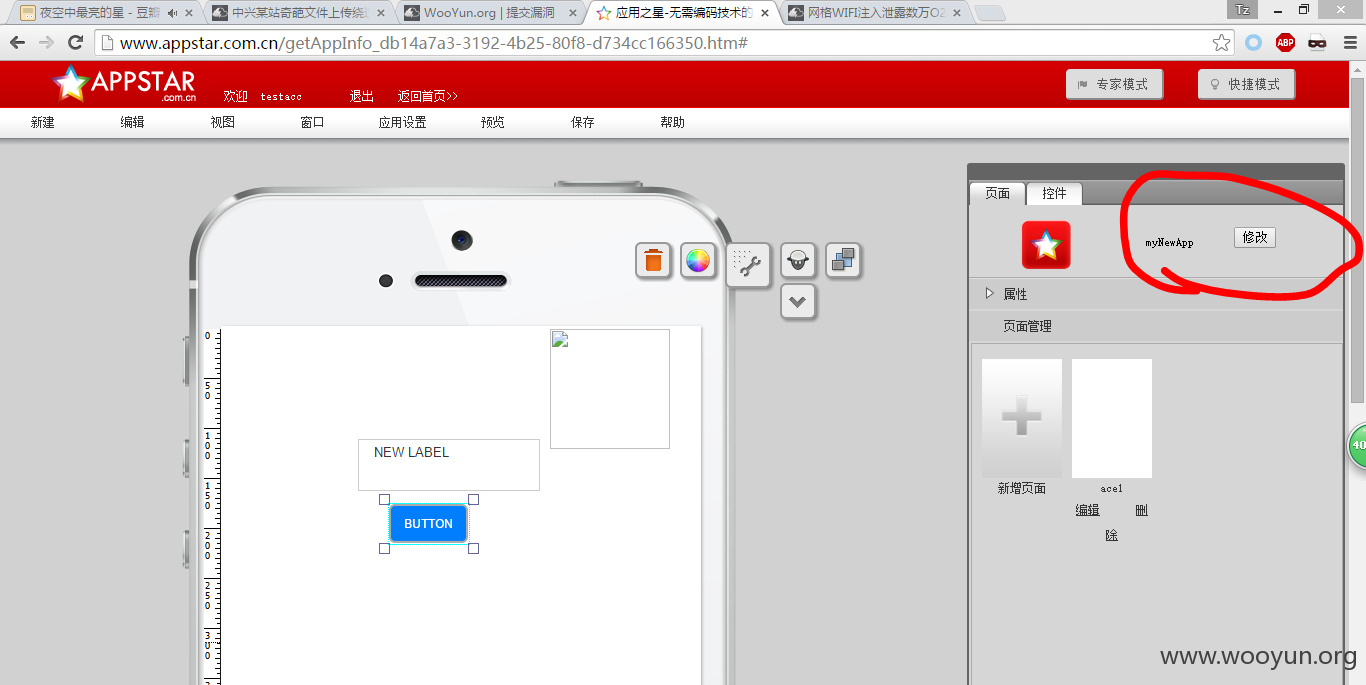 夜空中最亮的星 - 豆瓣
中兴某站奇葩文件上传绕过
WooYun.org | 提交漏洞
应用之星-无需编码技术的
网格WIFI注入泄露数万O2
Tz
www.appstar.com.cn/getAppInfo_db14a7a3-3192-4b25-80f8-d734cc166350.htm#
ABP
APPSTAR
.com.cn
欢迎 testacc 退出 返回首页>>
专家模式 快捷模式
新建 编辑 视图 窗口 应用设置 预览 保存 帮助
页面 控件
myNewApp 修改
属性
页面管理
新增页面
ace1
编辑 删
除
0
50
100
150
200
250
300
NEW LABEL
BUTTON
40
www.wooyun.org